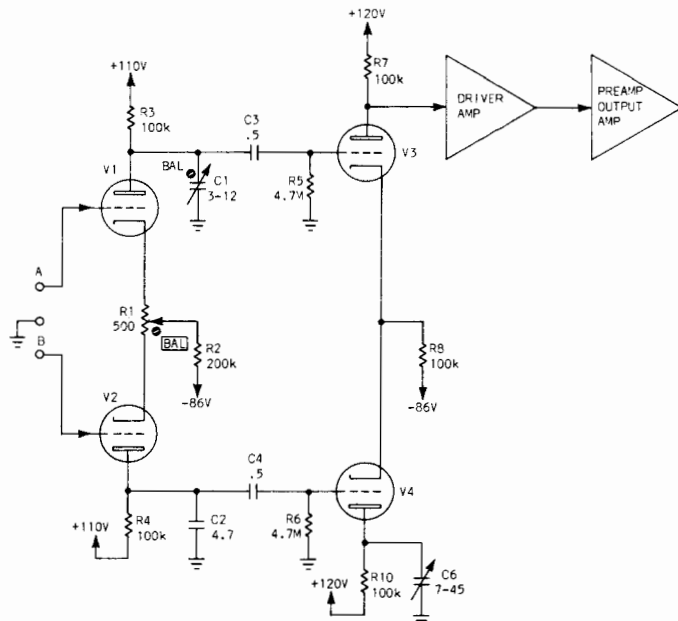 +120V
R7
100k
DRIVER
AMP
PREAMP
OUTPUT
AMP
+110V
R3
100k
C3
.5
V1
BAL
C1
3-12
R5
4.7M
V3
A
B
R1
500
BAL
R2
200k
-86V
R8
100k
-86V
V2
C4
.5
V4
+110V
R4
100k
C2
4.7
R6
4.7M
+120V
R10
100k
C6
7-45